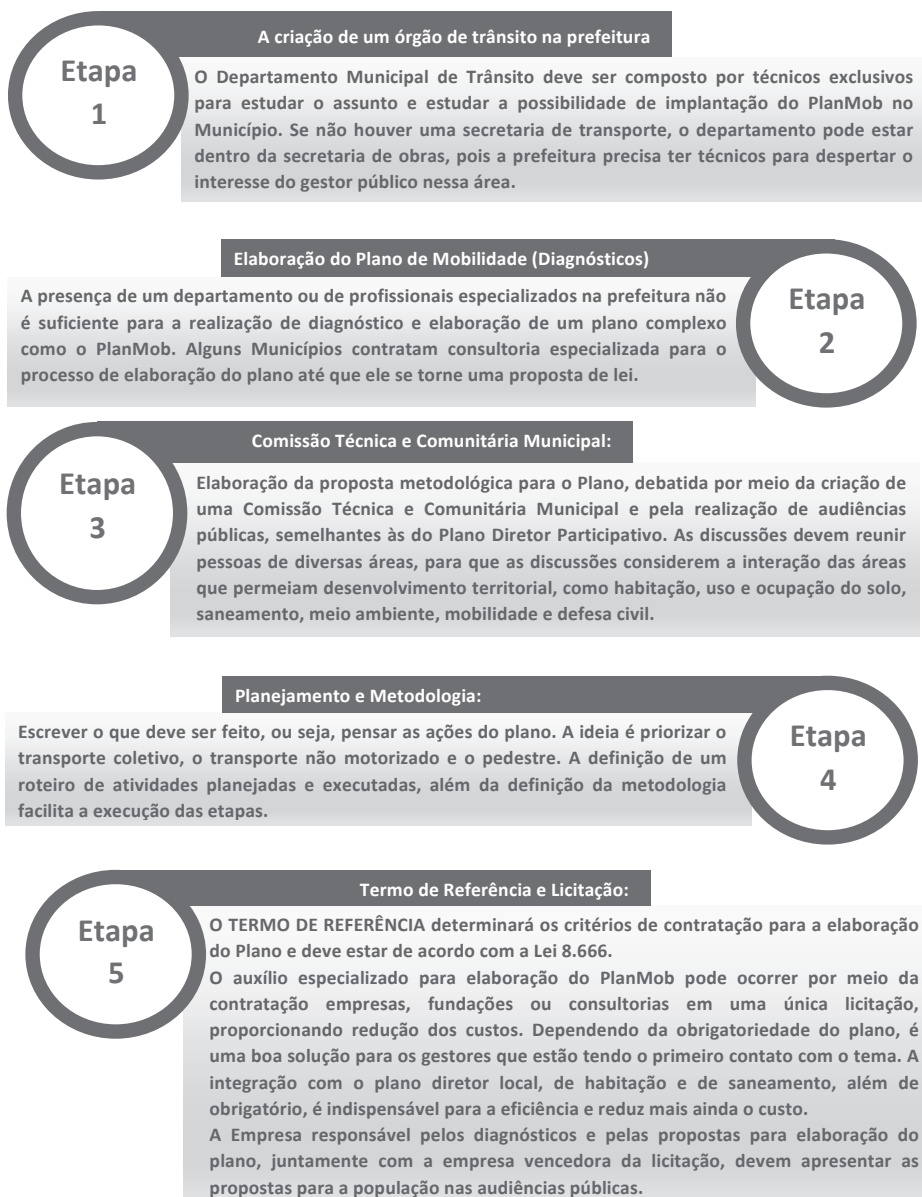 A criação de um órgão de trânsito na prefeitura
Etapa
1
O Departamento Municipal de Trânsito deve ser composto por técnicos exclusivos
para estudar o assunto e estudar a possibilidade de implantação do PlanMob no
Município. Se não houver uma secretaria de transporte, o departamento pode estar
dentro da secretaria de obras, pois a prefeitura precisa ter técnicos para despertar o
interesse do gestor público nessa área.
Elaboração do Plano de Mobilidade (Diagnósticos)
Etapa
2
A presença de um departamento ou de profissionais especializados na prefeitura não
é suficiente para a realização de diagnóstico e elaboração de um plano complexo
como o PlanMob. Alguns Municípios contratam consultoria especializada para o
processo de elaboração do plano até que ele se torne uma proposta de lei.
Comissão Técnica e Comunitária Municipal:
Etapa
3
Elaboração da proposta metodológica para o Plano, debatida por meio da criação de
uma Comissão Técnica e Comunitária Municipal e pela realização de audiências
públicas, semelhantes às do Plano Diretor Participativo. As discussões devem reunir
pessoas de diversas áreas, para que as discussões considerem a interação das áreas
que permeiam desenvolvimento territorial, como habitação, uso e ocupação do solo,
saneamento, meio ambiente, mobilidade e defesa civil.
Planejamento e Metodologia:
Etapa
4
Escrever o que deve ser feito, ou seja, pensar as ações do plano. A ideia é priorizar o
transporte coletivo, o transporte não motorizado e o pedestre. A definição de um
roteiro de atividades planejadas e executadas, além da definição da metodologia
facilita a execução das etapas.
Termo de Referência e Licitação:
Etapa
5
O TERMO DE REFERÊNCIA determinará os critérios de contratação para a elaboração
do Plano e deve estar de acordo com a Lei 8.666.
O auxílio especializado para elaboração do PlanMob pode ocorrer por meio da
contratação empresas, fundações ou consultorias em uma única licitação,
proporcionando redução dos custos. Dependendo da obrigatoriedade do plano, é
uma boa solução para os gestores que estão tendo o primeiro contato com o tema. A
integração com o plano diretor local, de habitação e de saneamento, além de
obrigatório, é indispensável para a eficiência e reduz mais ainda o custo.
A Empresa responsável pelos diagnósticos e pelas propostas para elaboração do
plano, juntamente com a empresa vencedora da licitação, devem apresentar as
propostas para a população nas audiências públicas.